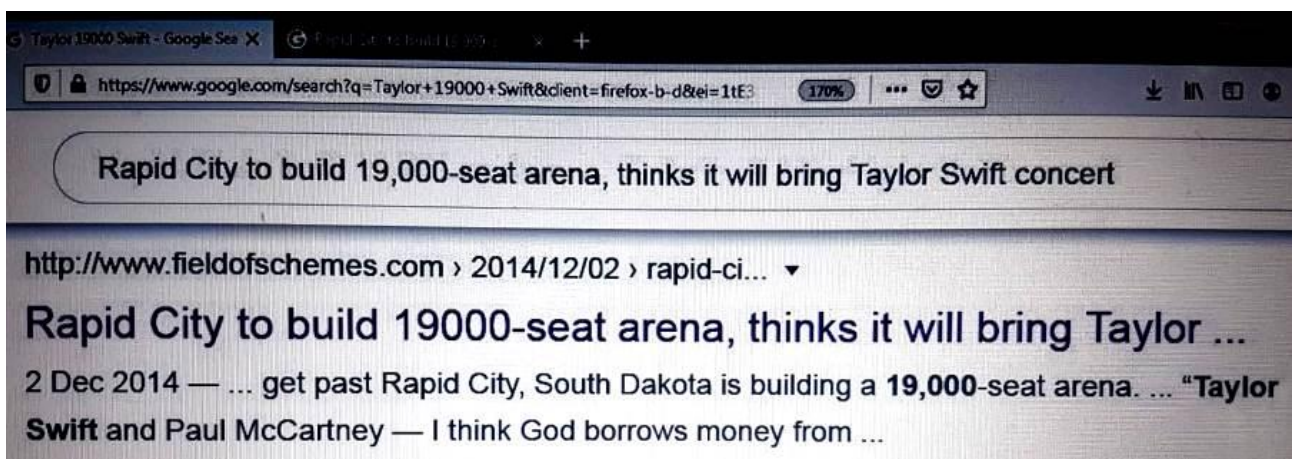 Taylor 19000 Swift - Google Sea
https://www.google.com/search?q=Taylor+19000+Swift&client=firefox-b-d&ei=1tE3
170%
Rapid City to build 19,000-seat arena, thinks it will bring Taylor Swift concert
http://www.fieldofschemes.com › 2014/12/02 › rapid-ci...
Rapid City to build 19000-seat arena, thinks it will bring Taylor ...
2 Dec 2014 — ... get past Rapid City, South Dakota is building a 19,000-seat arena. ... “Taylor
Swift and Paul McCartney — I think God borrows money from ...